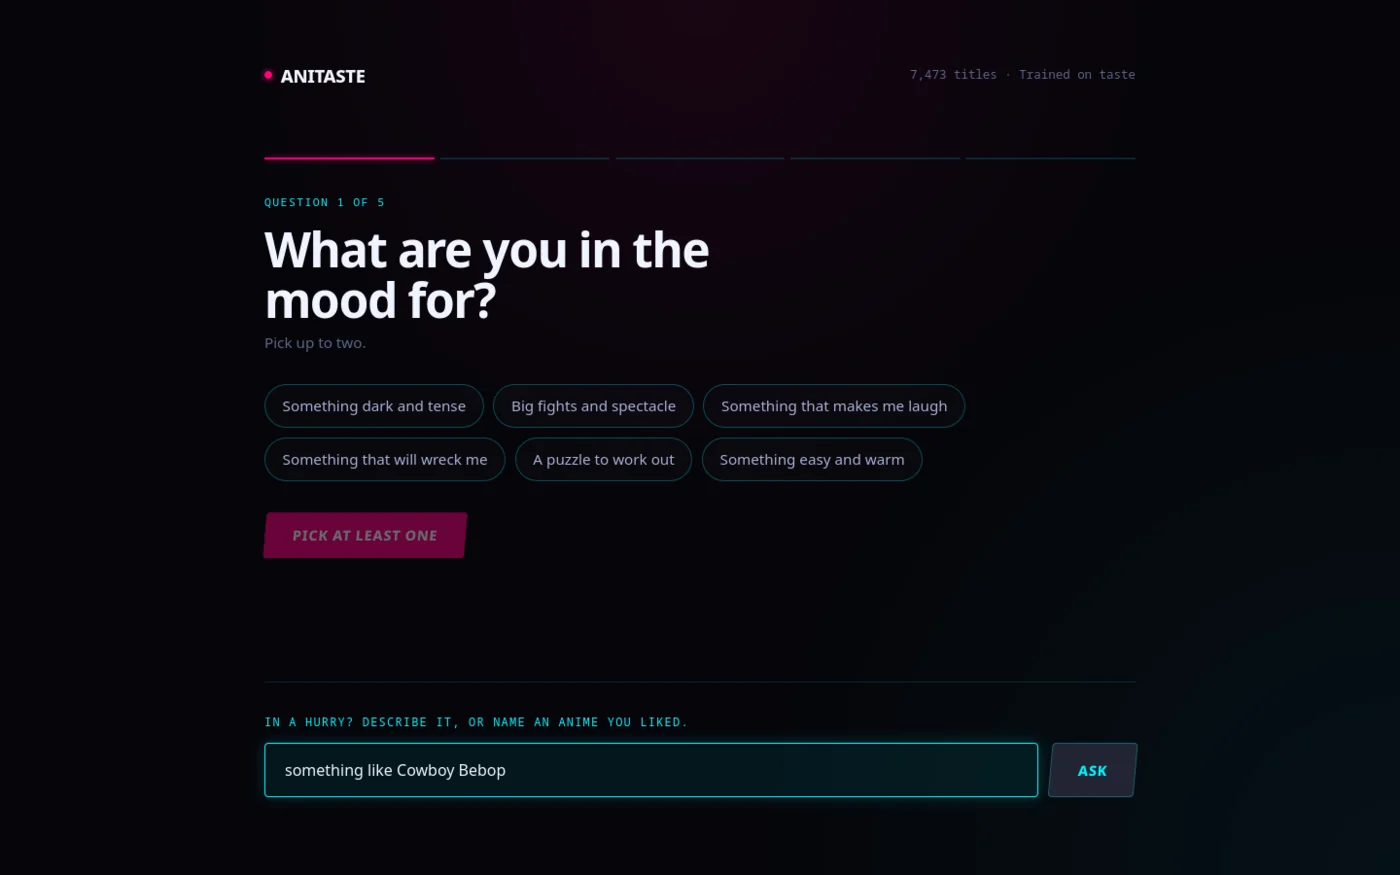 ANITASTE
7,473 titles · Trained on taste
QUESTION 1 OF 5
What are you in the
mood for?
Pick up to two.
Something dark and tense
Big fights and spectacle
Something that makes me laugh
Something that will wreck me
A puzzle to work out
Something easy and warm
PICK AT LEAST ONE
IN A HURRY? DESCRIBE IT, OR NAME AN ANIME YOU LIKED.
something like Cowboy Bebop
ASK